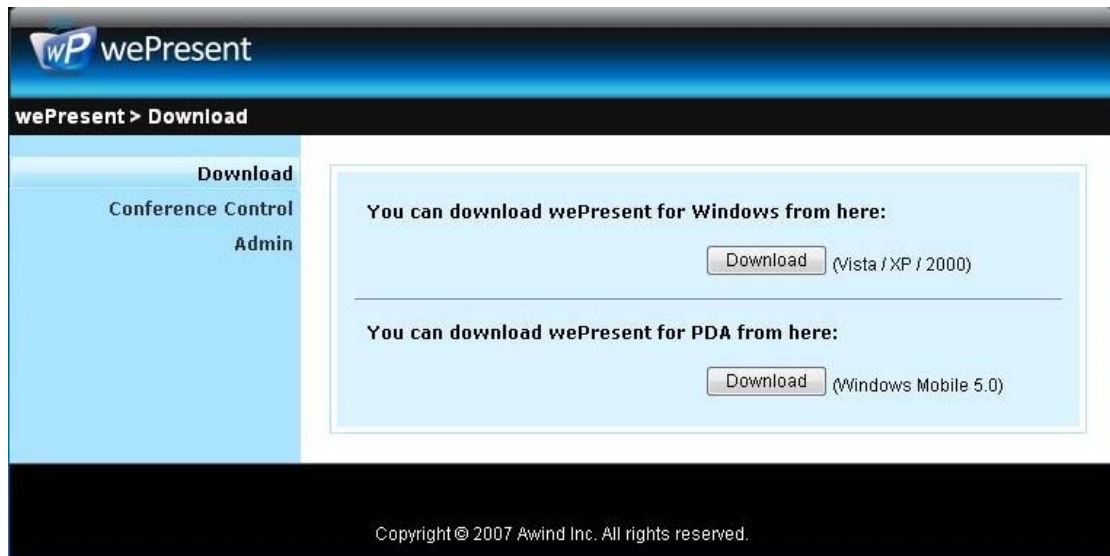 wP wePresent
wePresent > Download
Download
Conference Control
Admin
You can download wePresent for Windows from here:
Download (Vista / XP / 2000)
You can download wePresent for PDA from here:
Download (Windows Mobile 5.0)
Copyright © 2007 Awind Inc. All rights reserved.